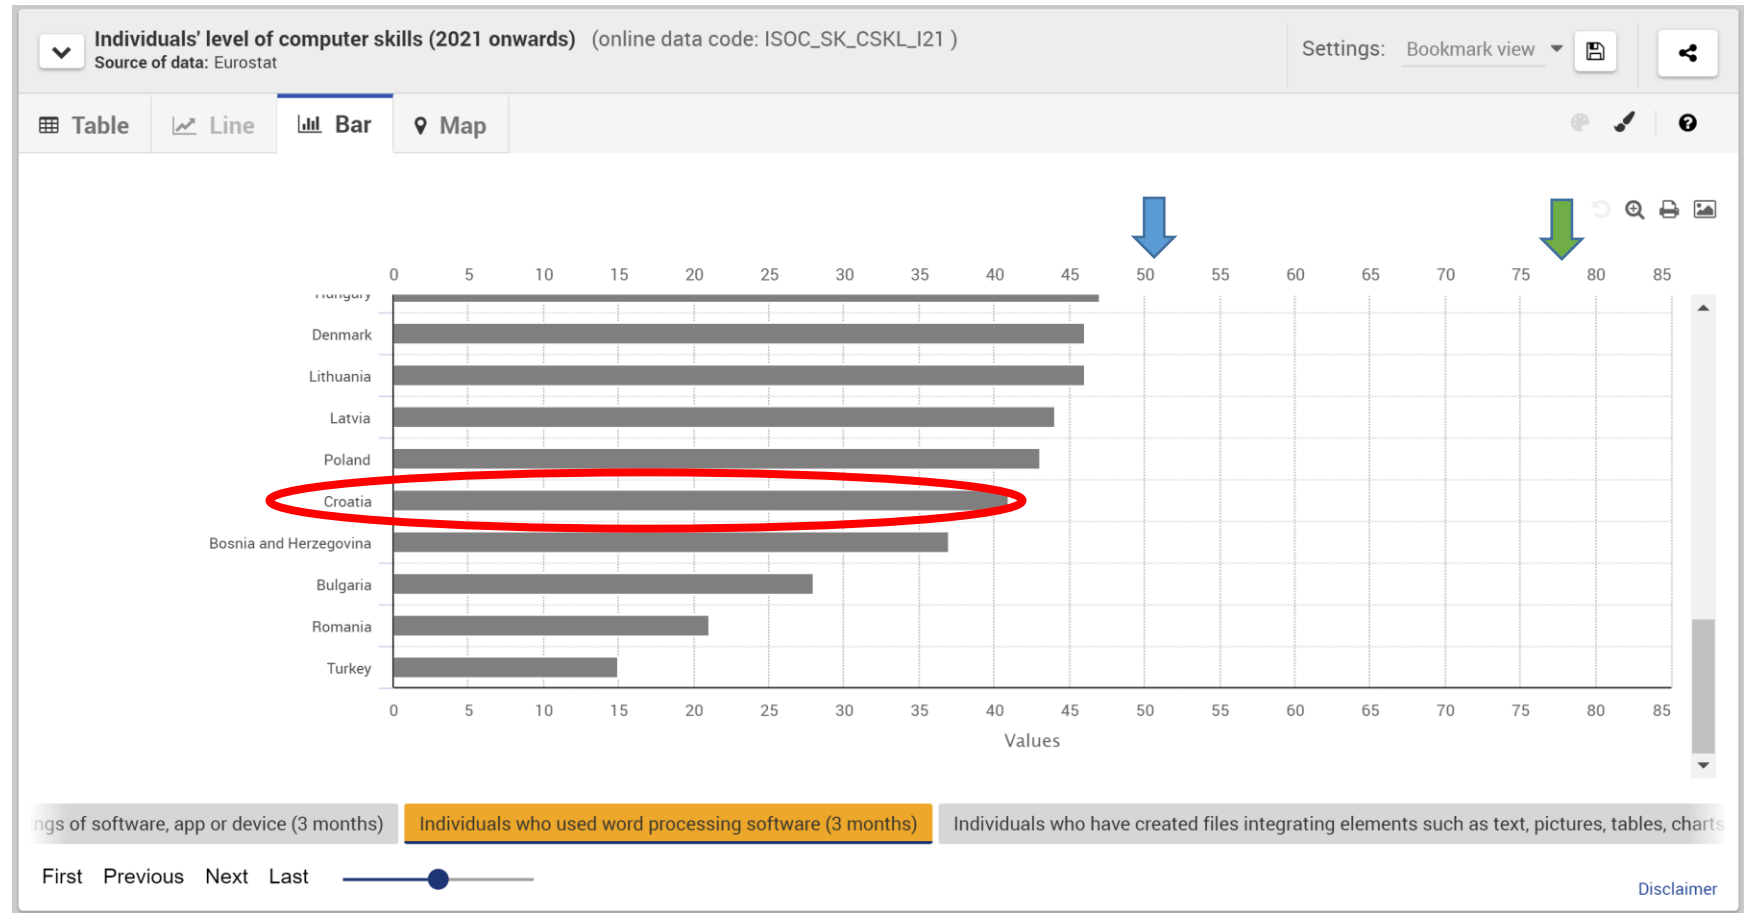 Individuals' level of computer skills (2021 onwards) (online data code: ISOC_SK_CSKL_I21 )
Source of data: Eurostat
Settings: Bookmark view
Table Line Bar Map
0 5 10 15 20 25 30 35 40 45 50 55 60 65 70 75 80 85
Hungary
Denmark
Lithuania
Latvia
Poland
Croatia
Bosnia and Herzegovina
Bulgaria
Romania
Turkey
0 5 10 15 20 25 30 35 40 45 50 55 60 65 70 75 80 85
Values
ngs of software, app or device (3 months) Individuals who used word processing software (3 months) Individuals who have created files integrating elements such as text, pictures, tables, charts
First Previous Next Last
Disclaimer